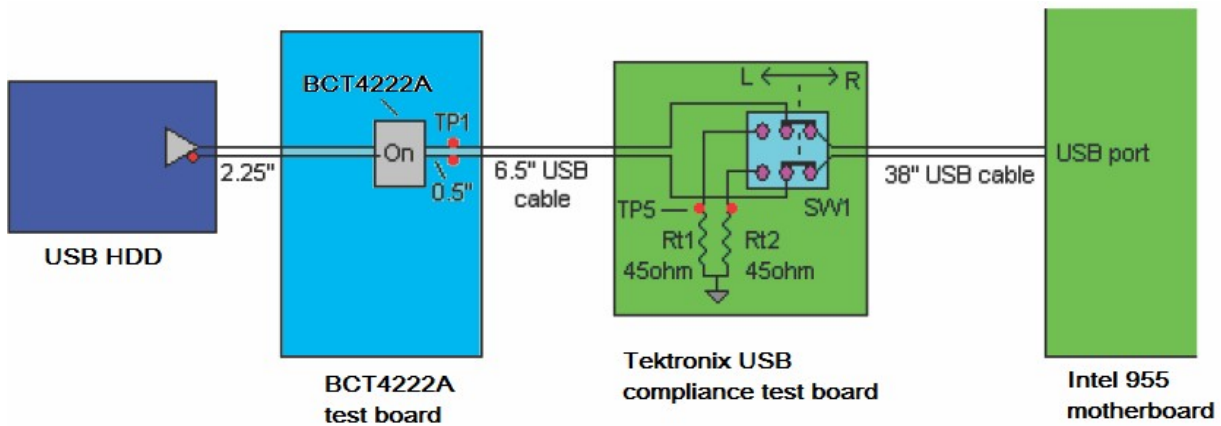 BCT4222A
L
R
TP1
On
2.25"
0.5"
6.5" USB
cable
SW1
38" USB cable
USB port
TP5
Rt1
Rt2
45ohm
45ohm
USB HDD
BCT4222A
test board
Tektronix USB
compliance test board
Intel 955
motherboard